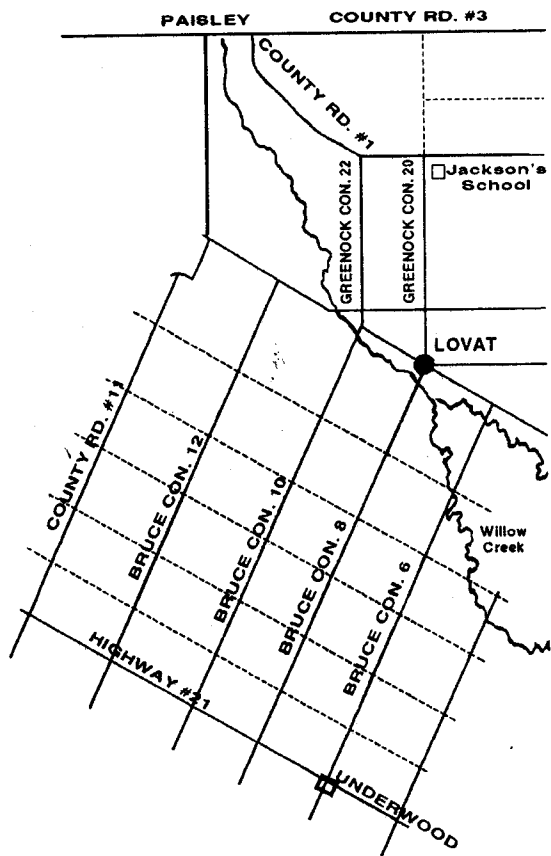 PAISLEY
COUNTY RD. #3
COUNTY RD. #1
GREENOCK CON. 22
GREENOCK CON. 20
Jackson's
School
LOVAT
COUNTY RD. #11
BRUCE CON. 12
BRUCE CON. 10
BRUCE CON. 8
BRUCE CON. 6
Willow
Creek
HIGHWAY #21
UNDERWOOD